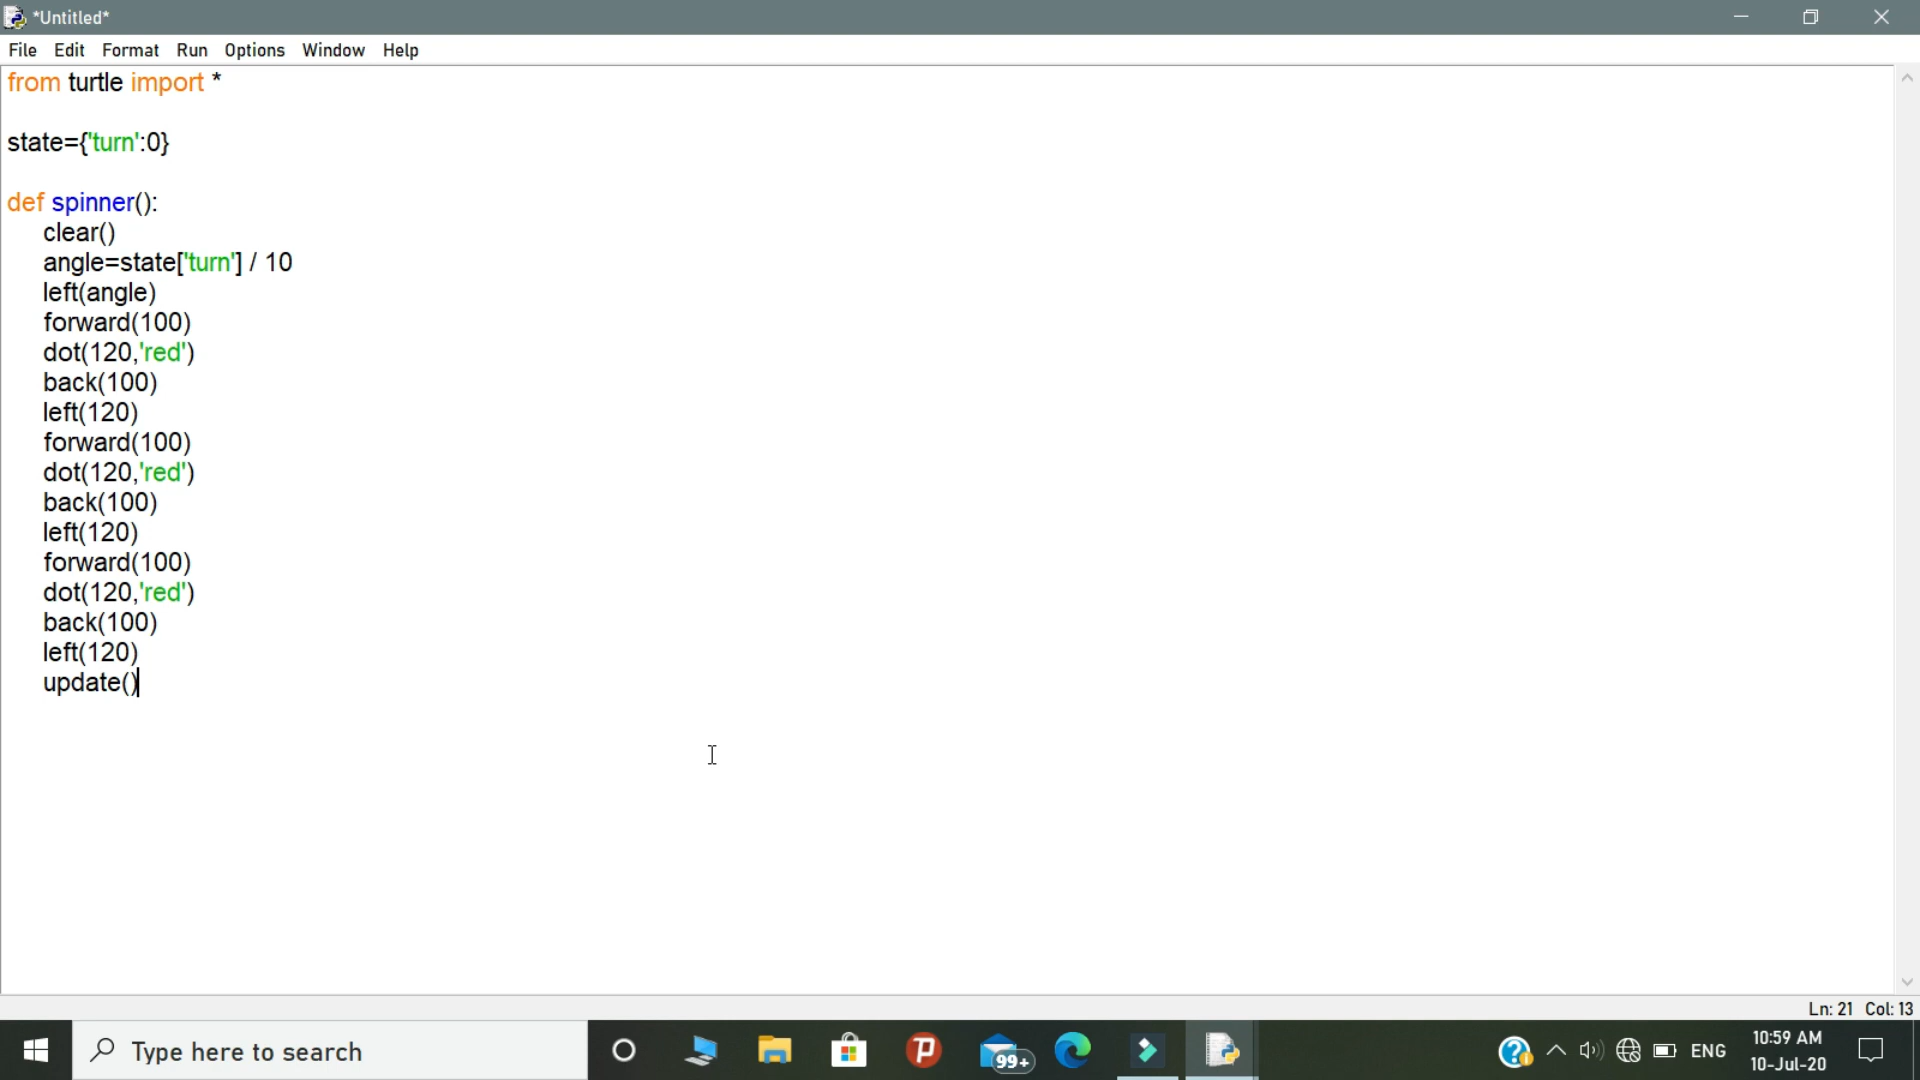 *Untitled*
File Edit Format Run Options Window Help
from turtle import *
state={'turn':0}
def spinner():
clear()
angle=state['turn'] / 10
left(angle)
forward(100)
dot(120,'red')
back(100)
left(120)
forward(100)
dot(120,'red')
back(100)
left(120)
forward(100)
dot(120,'red')
back(100)
left(120)
update()
Ln: 21 Col: 13
Type here to search
99+
ENG
10:59 AM
10-Jul-20